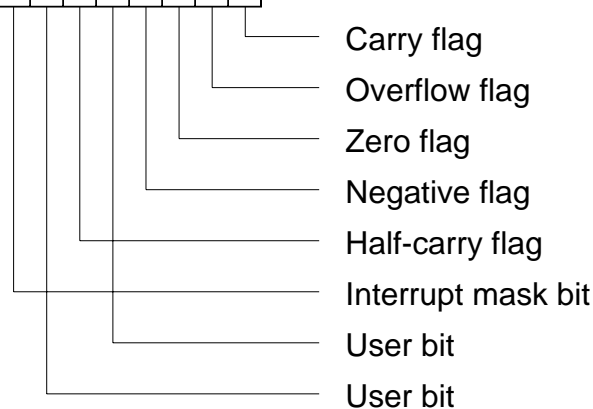 Carry flag
Overflow flag
Zero flag
Negative flag
Half-carry flag
Interrupt mask bit
User bit
User bit